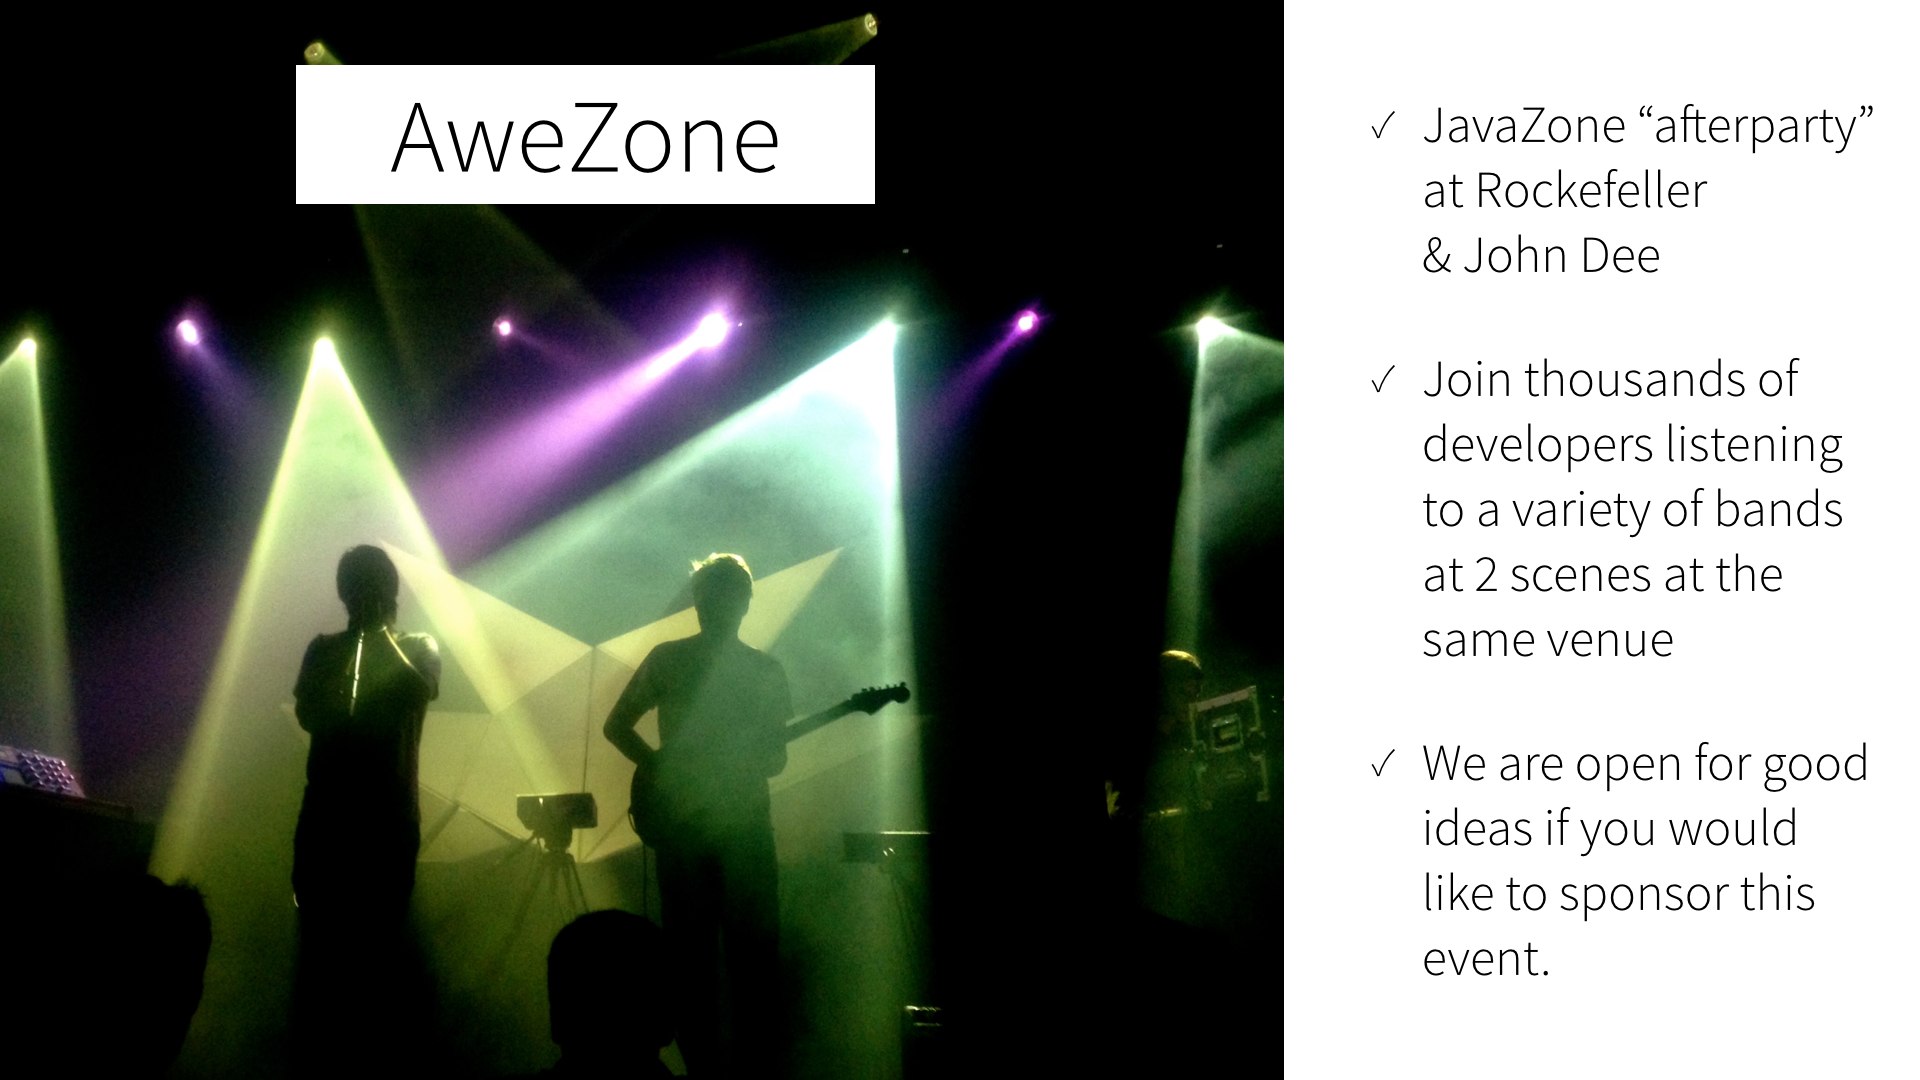 AweZone
✓ JavaZone “afterparty”
at Rockefeller
& John Dee
✓ Join thousands of
developers listening
to a variety of bands
at 2 scenes at the
same venue
✓ We are open for good
ideas if you would
like to sponsor this
event.